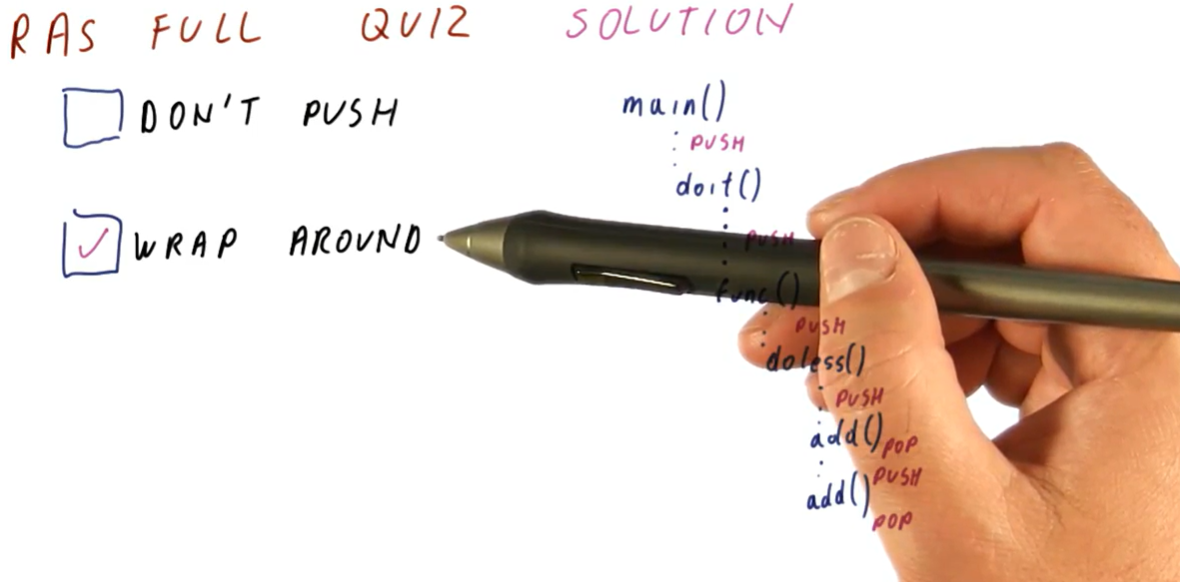 RAS FULL QUIZ SOLUTION
DON'T PUSH
WRAP AROUND
main()
PUSH
doit()
PUSH
func()
PUSH
doless()
PUSH
add() POP
PUSH
add()
POP